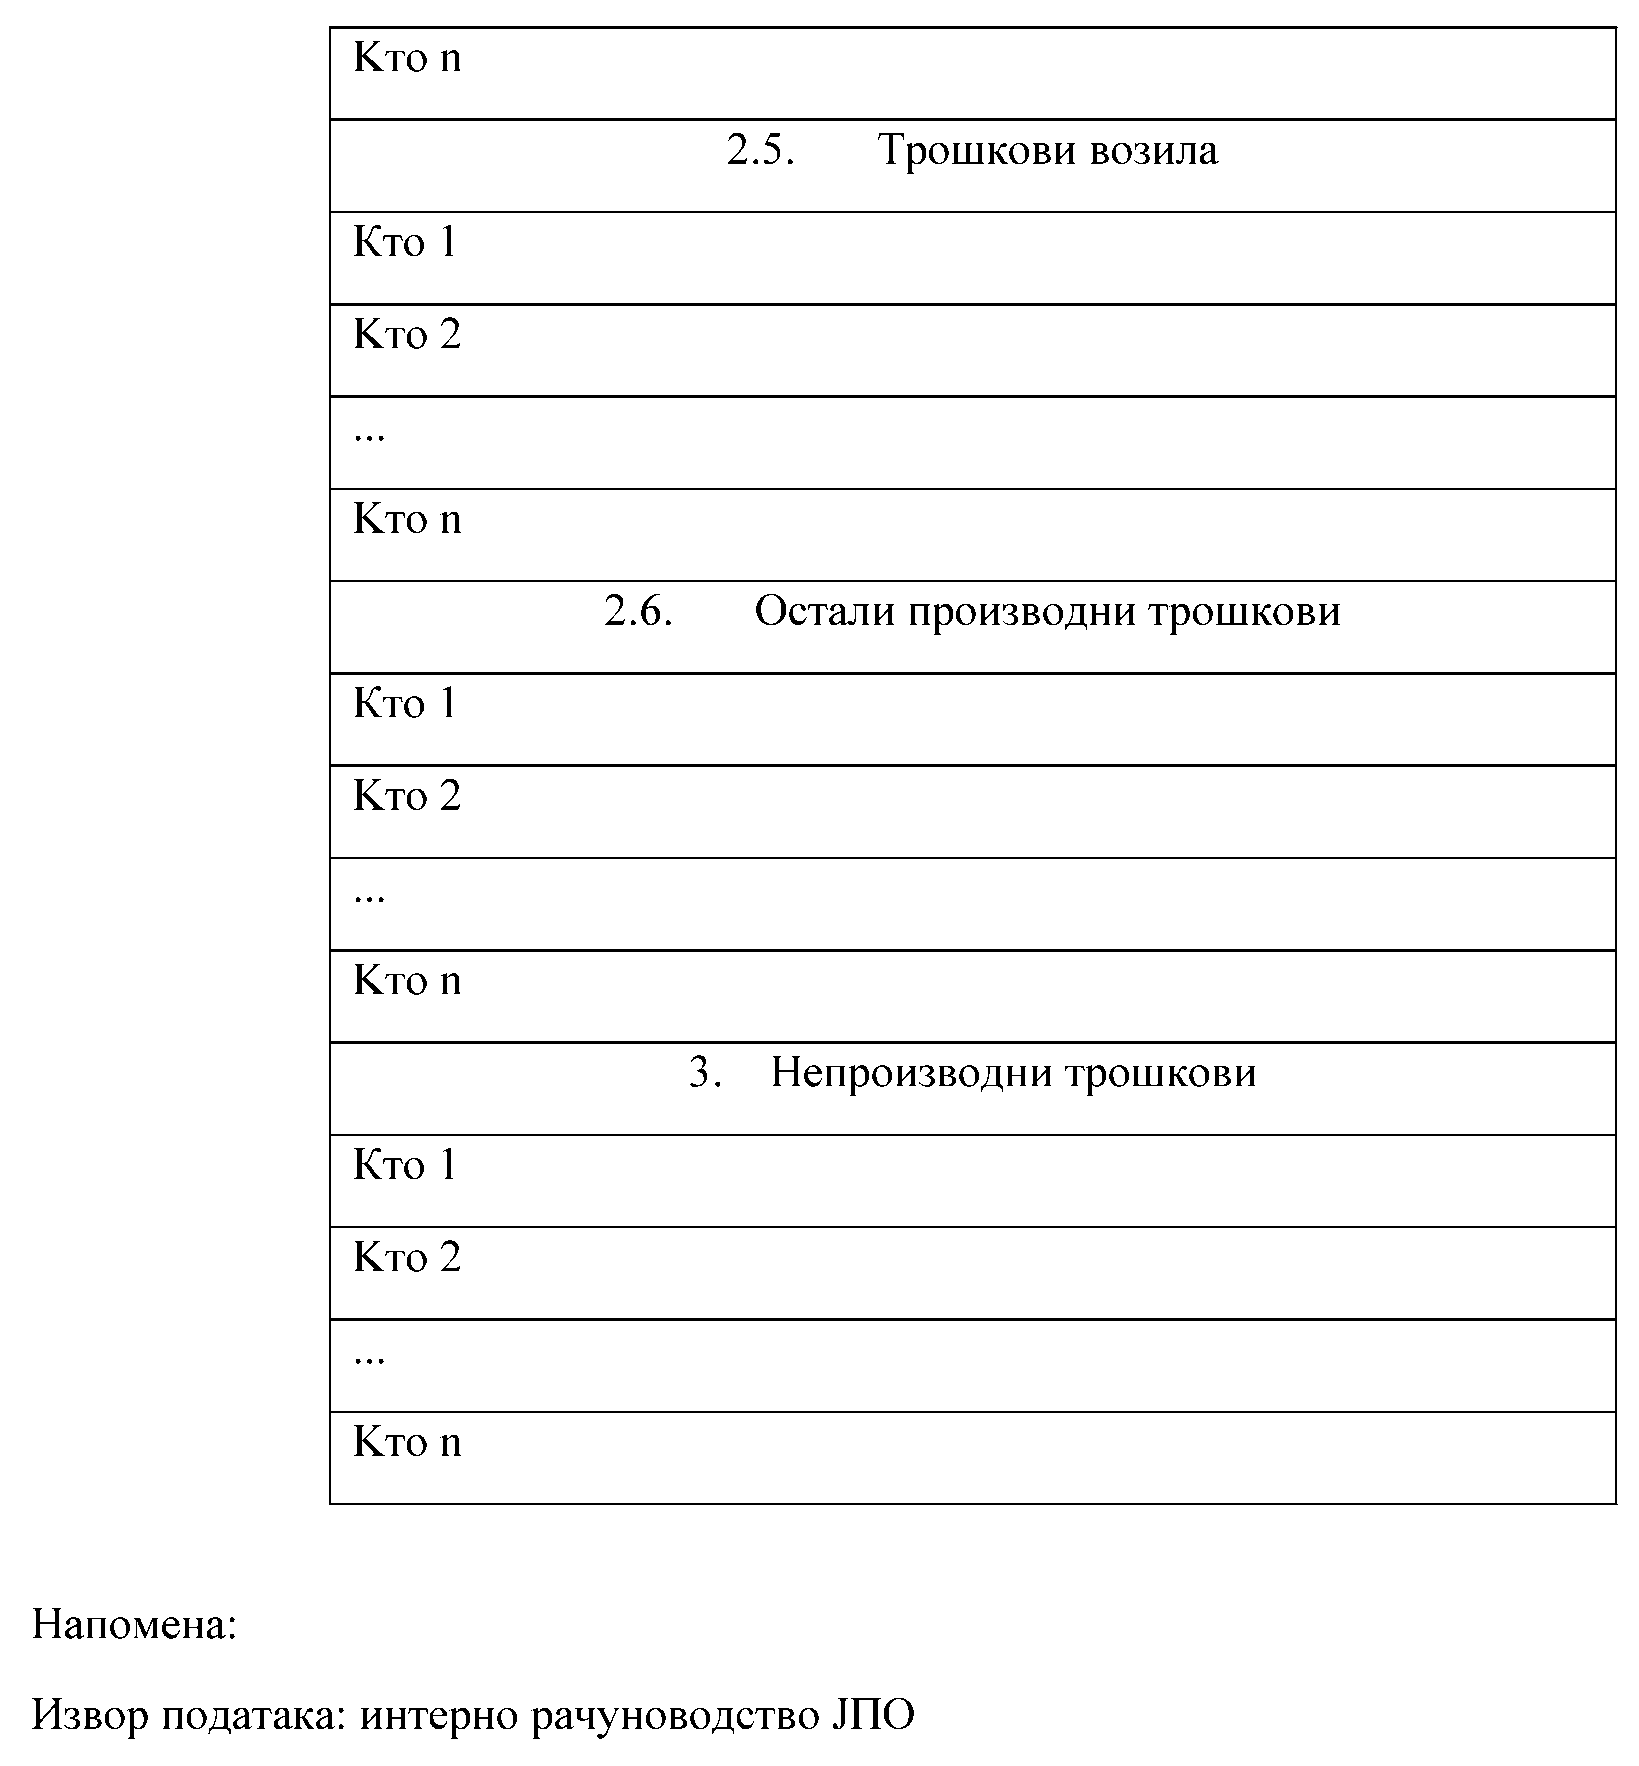 Кто n
2.5. Трошкови возила
Кто 1
Кто 2
...
Кто n
2.6. Остали производни трошкови
Кто 1
Кто 2
...
Кто n
3. Непроизводни трошкови
Кто 1
Кто 2
...
Кто n
Напомена:
Извор података: интерно рачуноводство ЈПО